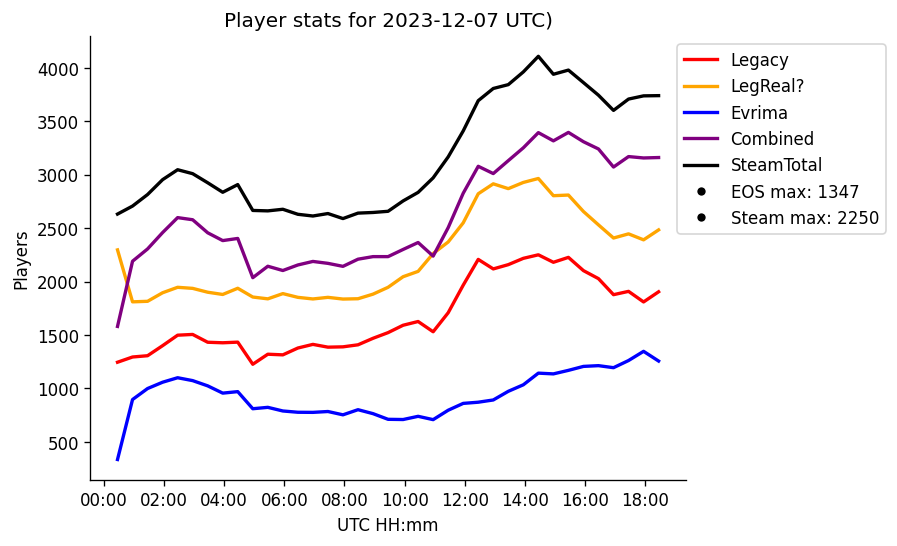 Player stats for 2023-12-07 UTC)
Legacy
LegReal?
Evrima
Combined
SteamTotal
EOS max: 1347
Steam max: 2250
Players
4000
3500
3000
2500
2000
1500
1000
500
00:00 02:00 04:00 06:00 08:00 10:00 12:00 14:00 16:00 18:00
UTC HH:mm